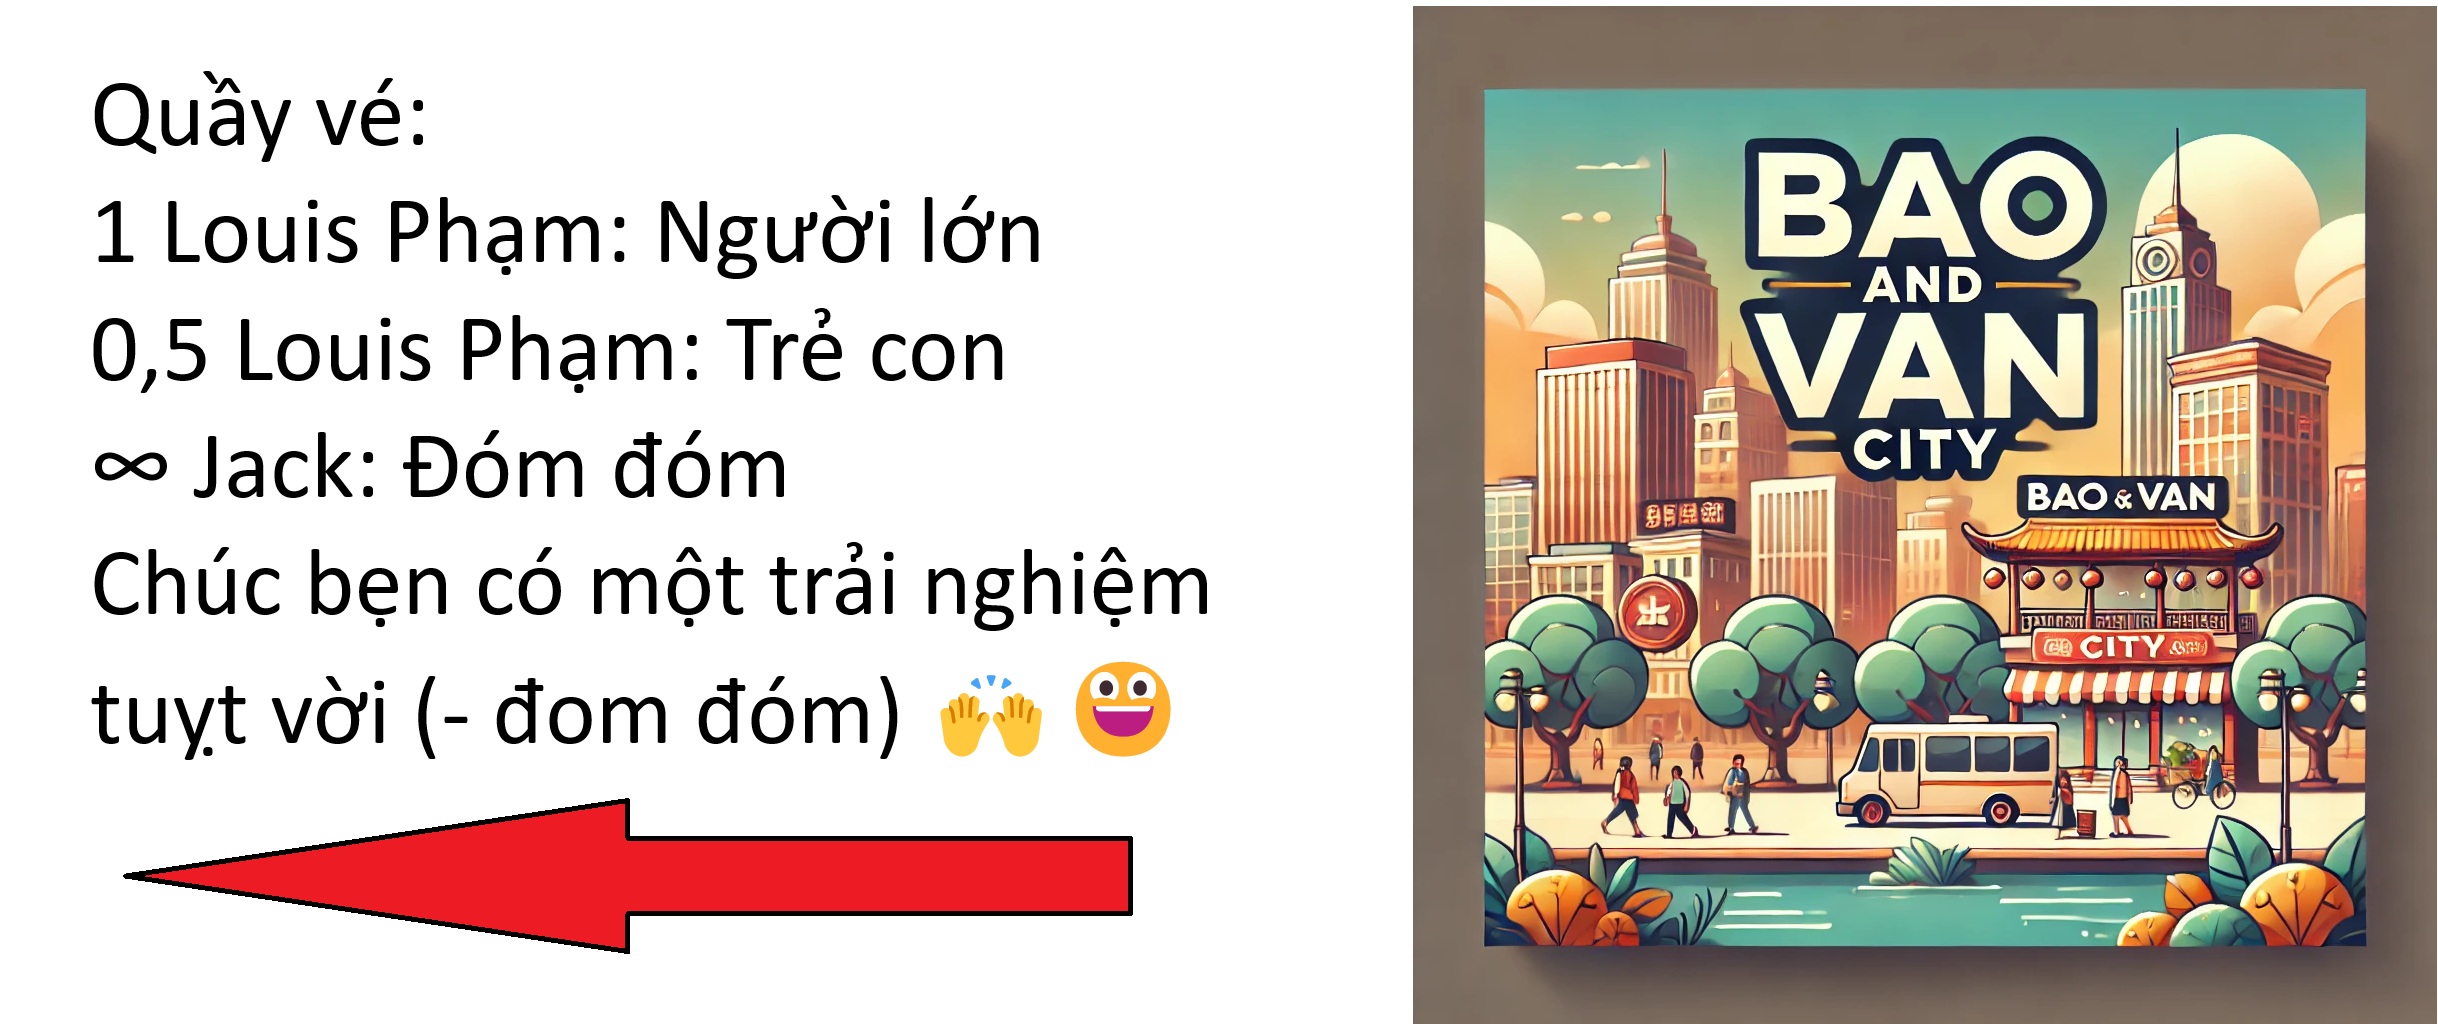 Quầy vé:
1 Louis Phạm: Người lớn
0,5 Louis Phạm: Trẻ con
∞ Jack: Đóm đóm
Chúc bẹn có một trải nghiệm
tuyṭt vời (- đom đóm) 🙌 😃
BAO
AND
VAN
CITY
BAO & VAN
CITY